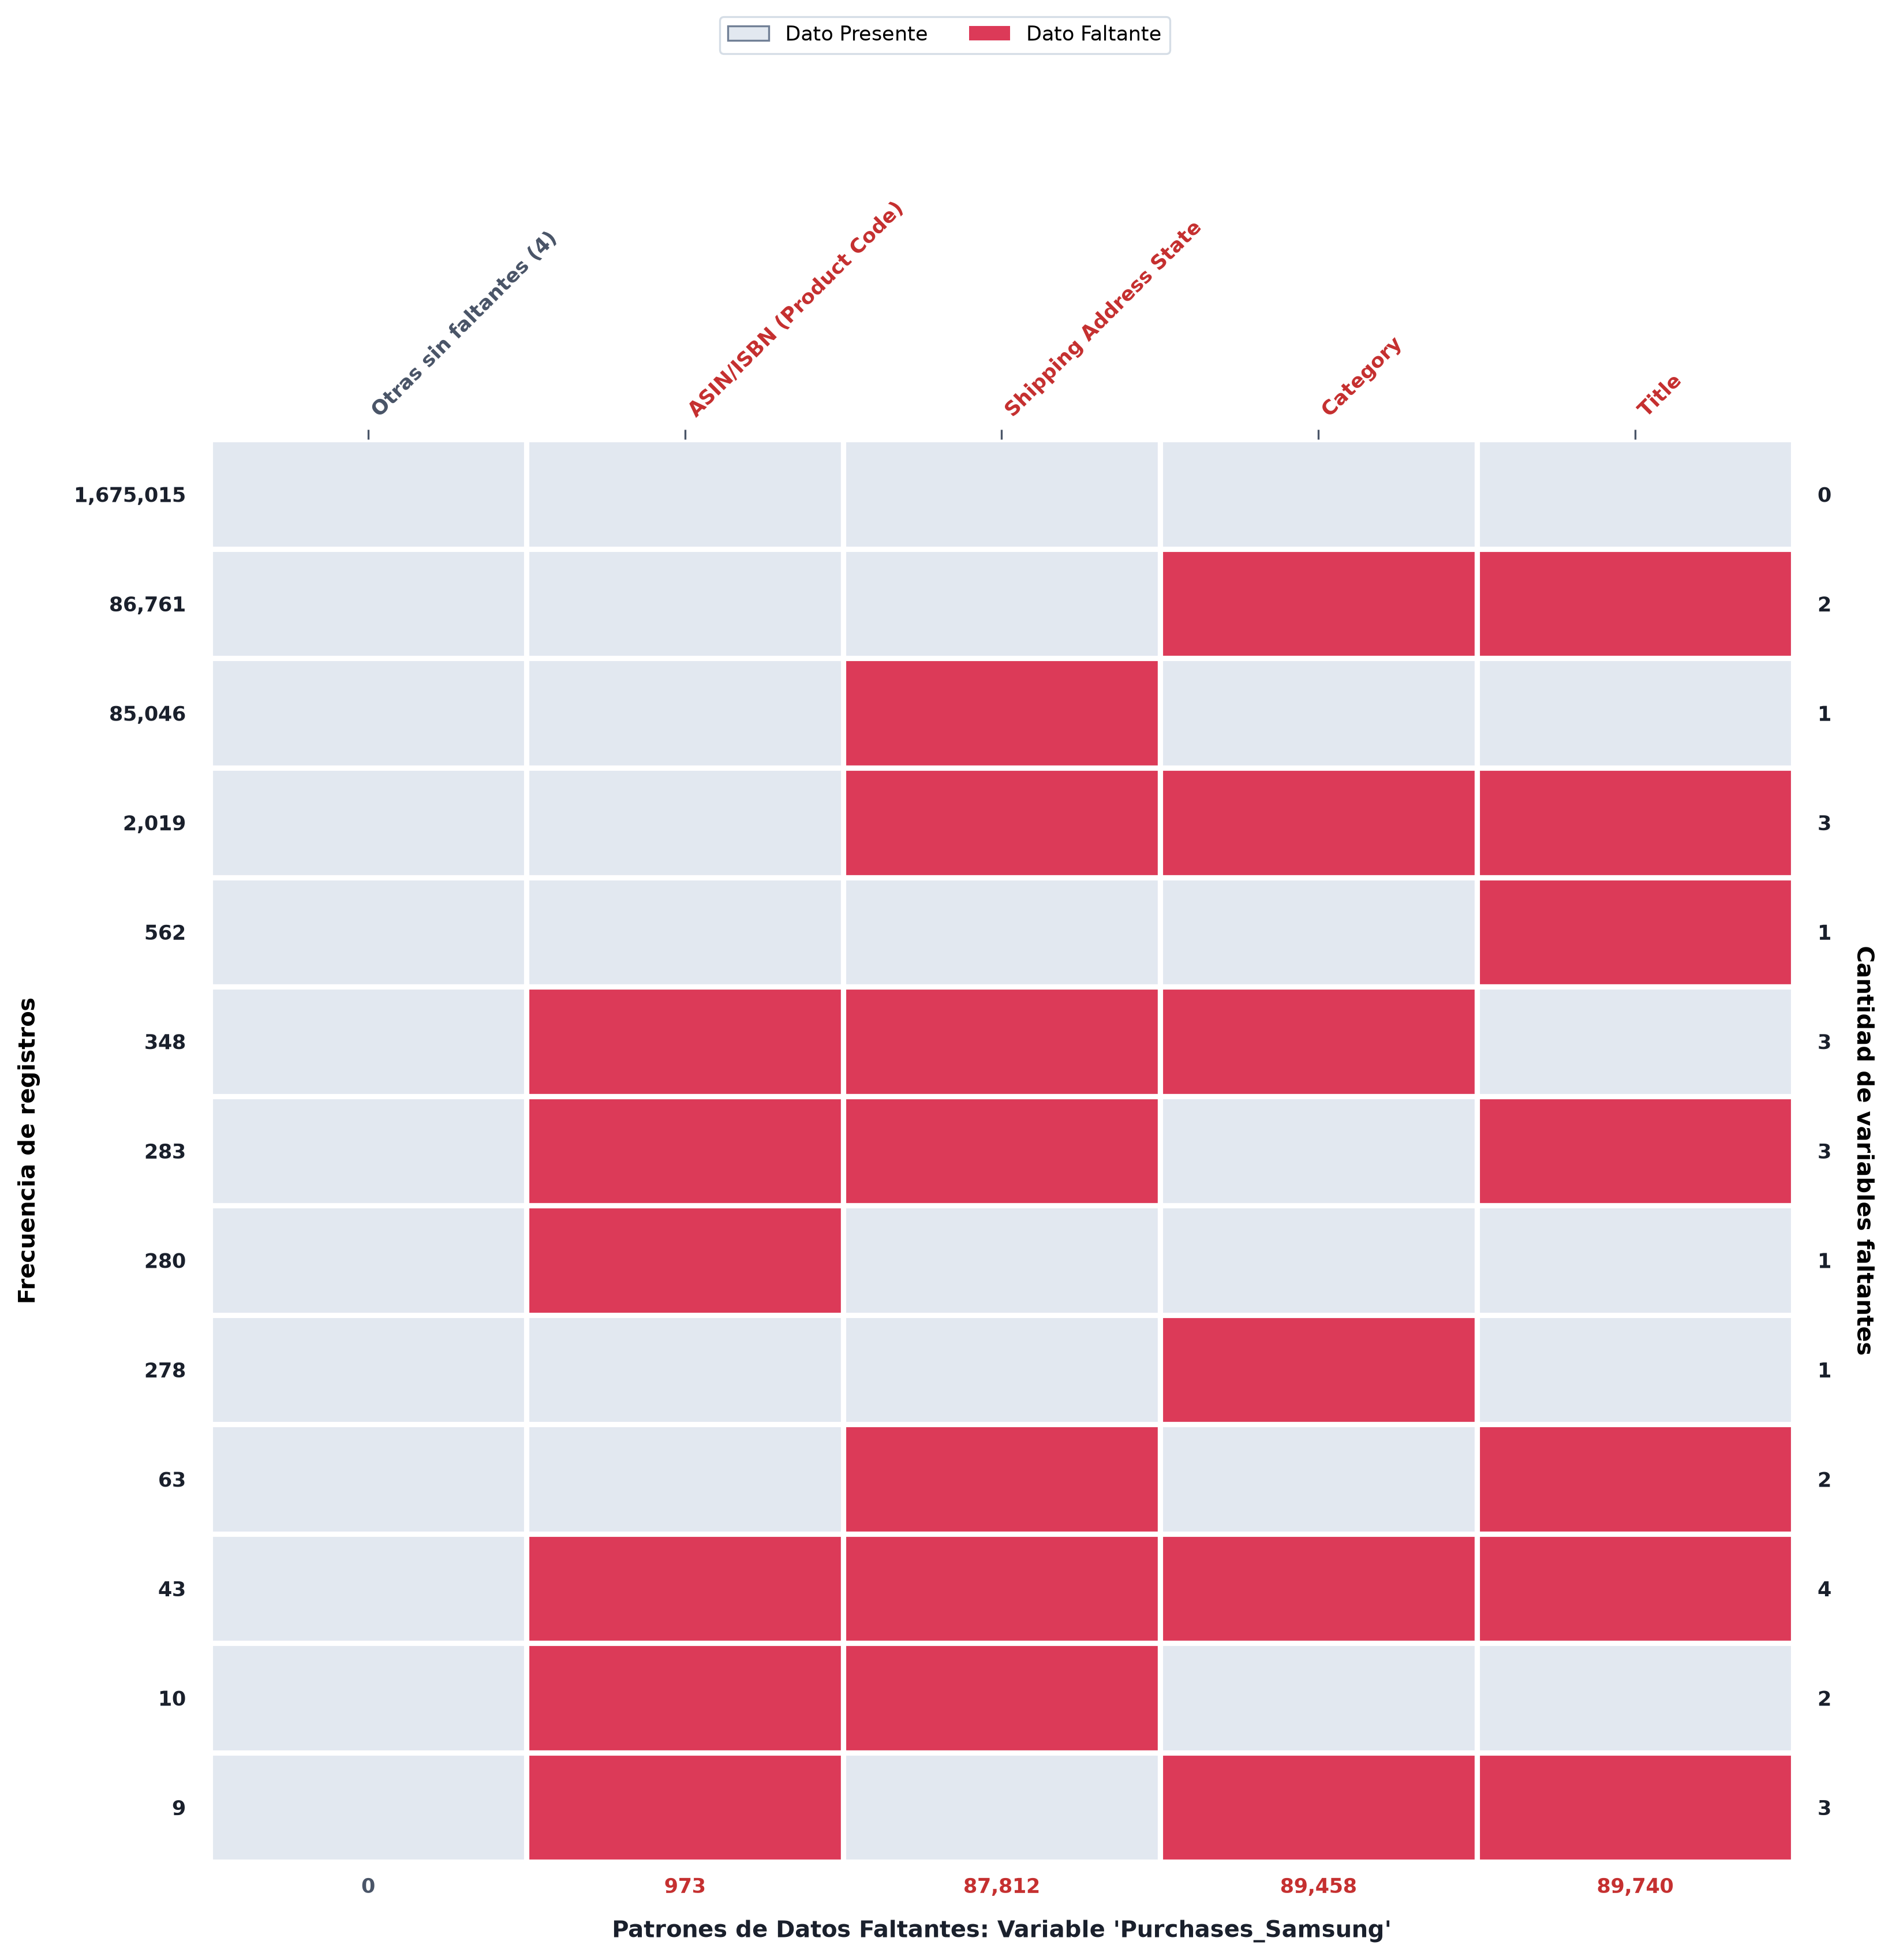 Dato Presente Dato Faltante
Otras sin faltantes (4)
ASIN/ISBN (Product Code)
Shipping Address State
Category
Title
1,675,015 0
86,761 2
85,046 1
2,019 3
562 1
348 3
283 3
280 1
278 1
63 2
43 4
10 2
9 3
Frecuencia de registros
Cantidad de variables faltantes
0 973 87,812 89,458 89,740
Patrones de Datos Faltantes: Variable 'Purchases_Samsung'